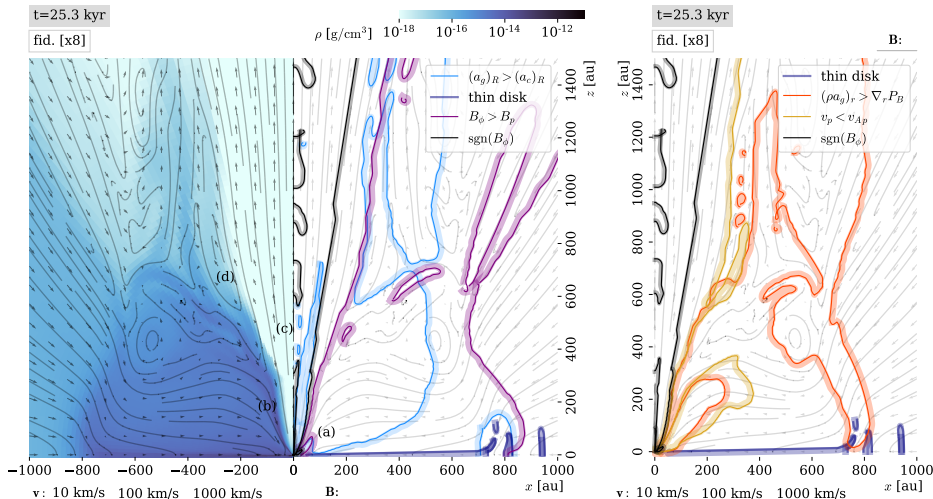 t=25.3 kyr
fid. [x8]
ρ [g/cm³] 10⁻¹⁸ 10⁻¹⁶ 10⁻¹⁴ 10⁻¹²
(a_g)_R > (a_c)_R
thin disk
B_ϕ > B_p
sgn(B_ϕ)
(d)
(c)
(b)
(a)
z [au]
0 200 400 600 800 1000 1200 1400
−1000 −800 −600 −400 −200 0 200 400 600 800 1000
x [au]
v: 10 km/s 100 km/s 1000 km/s
B:
t=25.3 kyr
fid. [x8]
B:
thin disk
(ρa_g)_r > ∇_r P_B
v_p < v_Ap
sgn(B_ϕ)
z [au]
1400
1200
1000
800
600
400
200
0
0 200 400 600 800 1000
x [au]
v: 10 km/s 100 km/s 1000 km/s